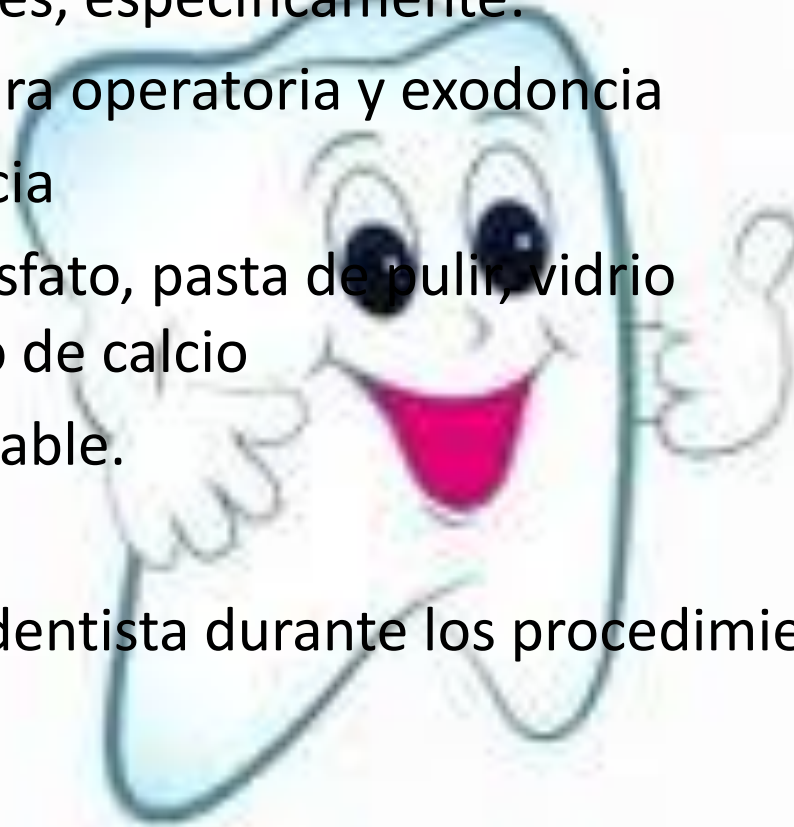 es, específicamente:
ra operatoria y exodoncia
cia
sfato, pasta de pulir, vidrio
o de calcio
able.
dentista durante los procedimie